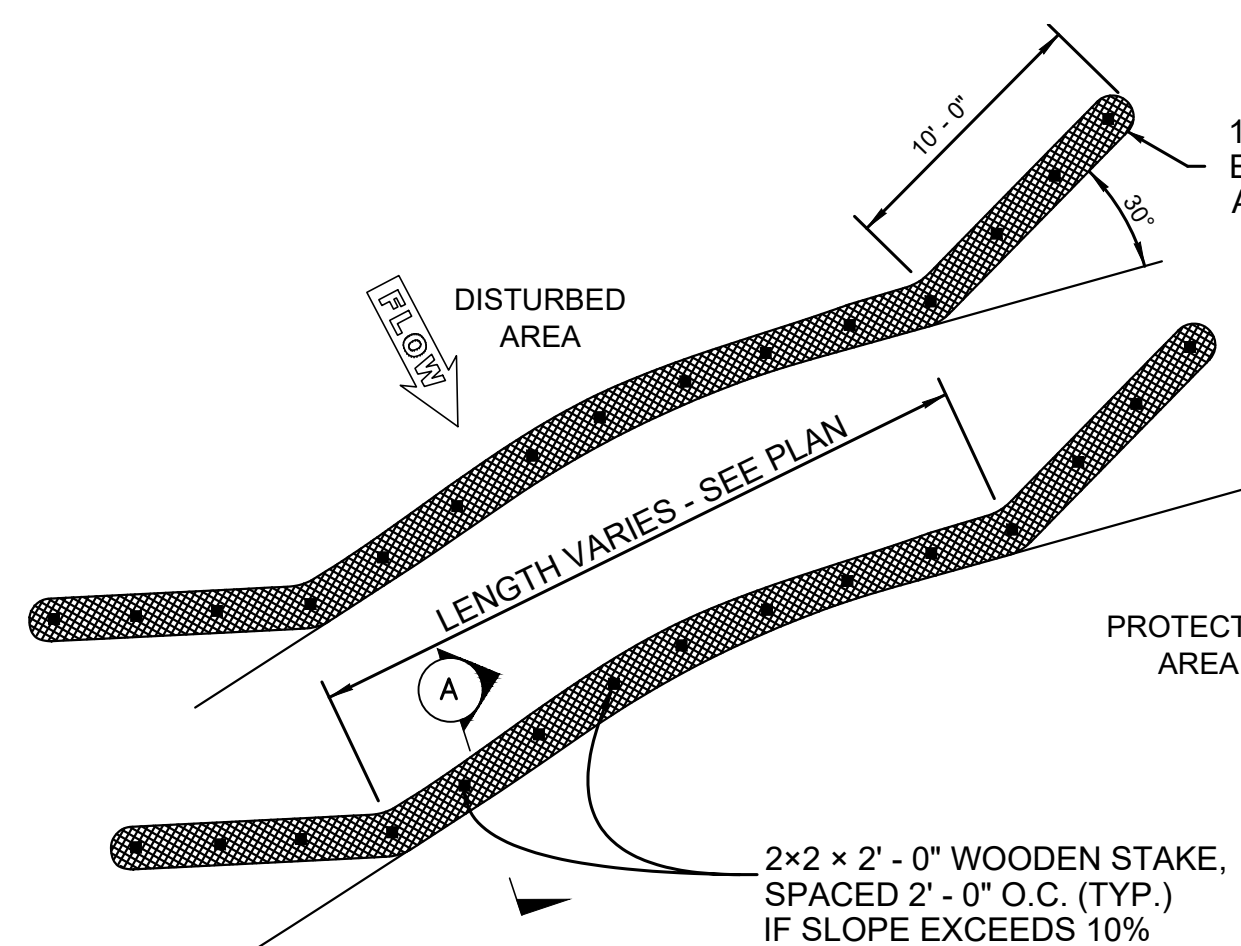 10' - 0"
30°
DISTURBED
AREA
FLOW
LENGTH VARIES - SEE PLAN
A
AREA
2×2 × 2' - 0" WOODEN STAKE,
SPACED 2' - 0" O.C. (TYP.)
IF SLOPE EXCEEDS 10%